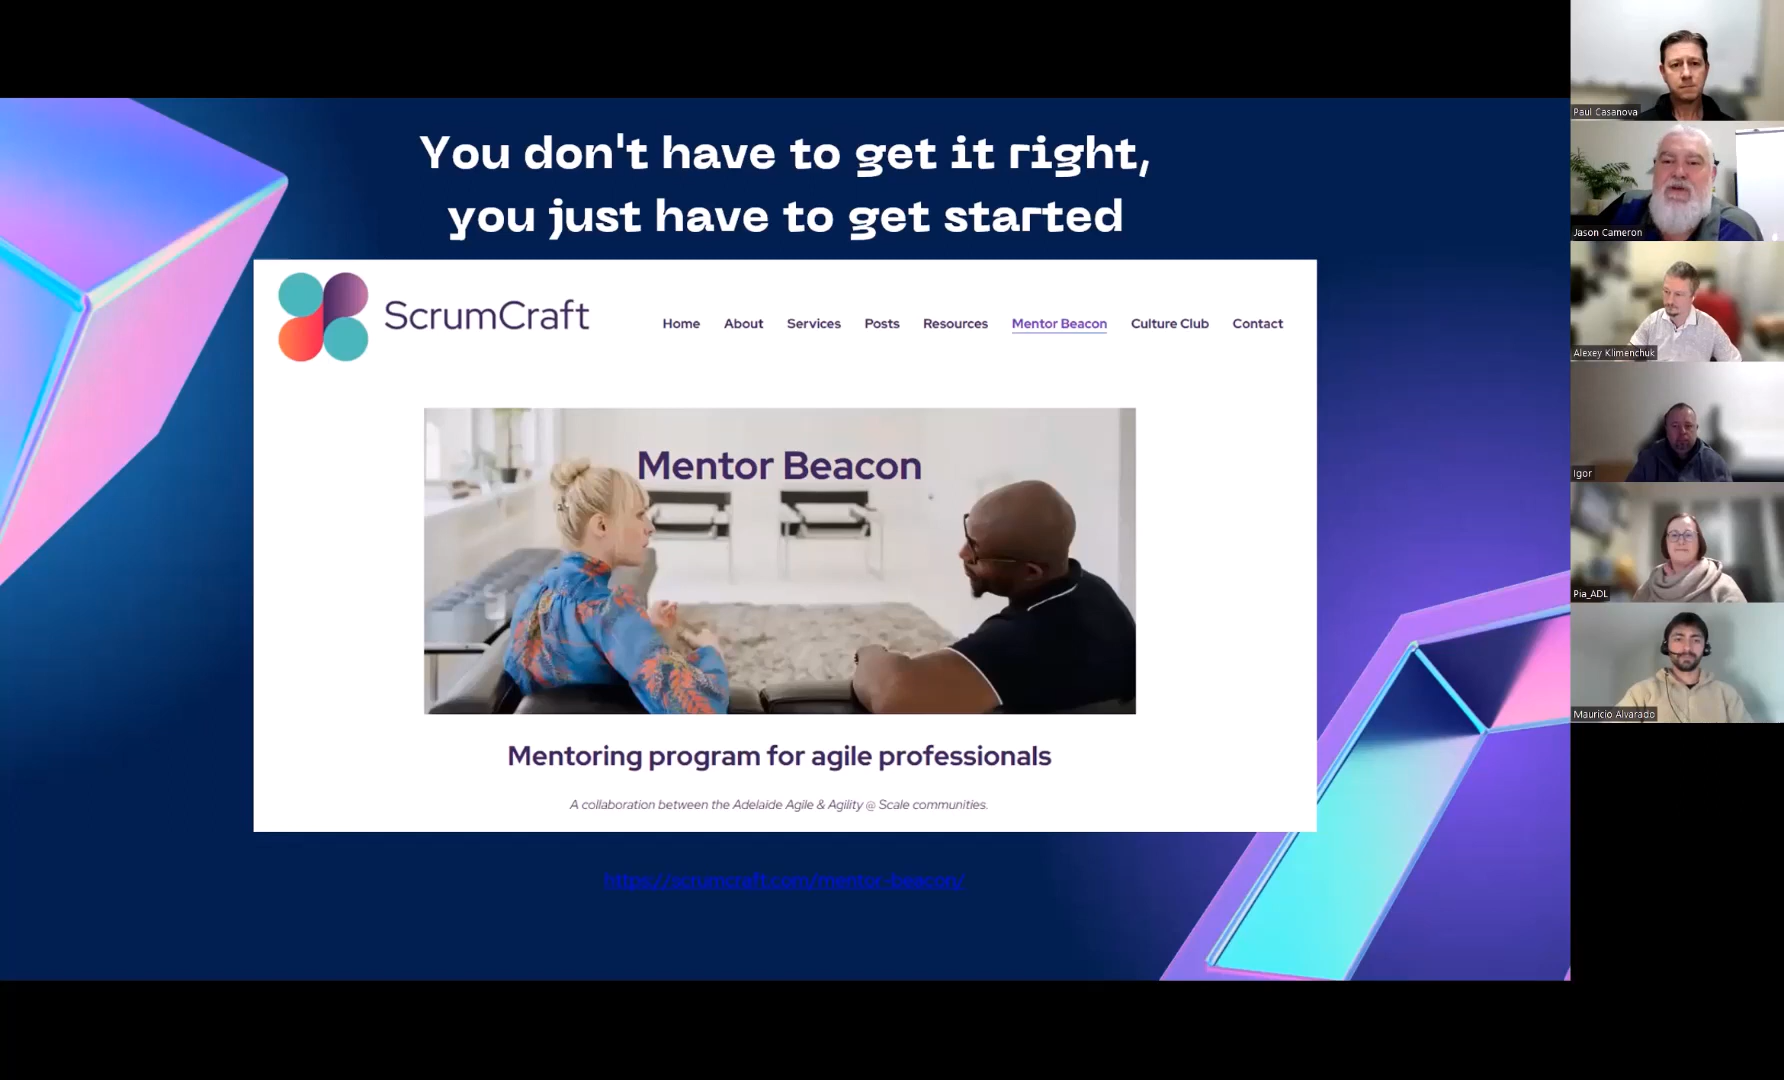 You don't have to get it right,
you just have to get started
ScrumCraft
Home About Services Posts Resources Mentor Beacon Culture Club Contact
Mentor Beacon
Mentoring program for agile professionals
A collaboration between the Adelaide Agile & Agility @ Scale communities.
https://scrumcraft.com/mentor-beacon/
Paul Casanova
Jason Cameron
Alexey Klimenchuk
Igor
Pia_ADL
Mauricio Alvarado